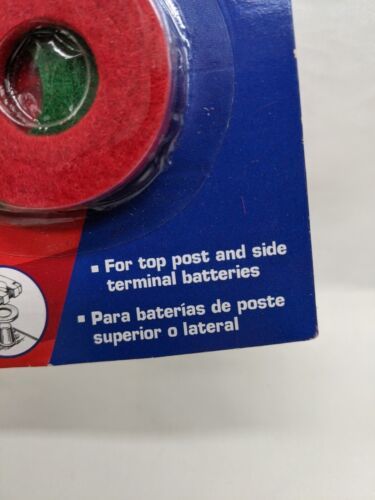 ▪ For top post and side
terminal batteries
▪ Para baterías de poste
superior o lateral